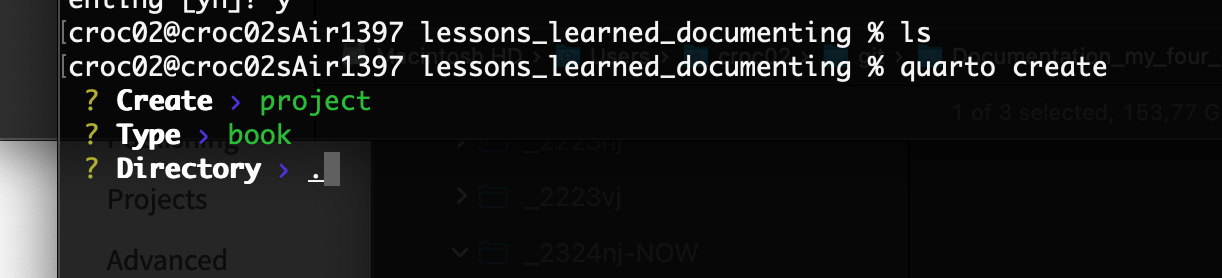 enting [yn]? y
[croc02@croc02sAir1397 lessons_learned_documenting % ls
Macintosh HD Users croc02 git Documentation_my_four_
[croc02@croc02sAir1397 lessons_learned_documenting % quarto create
? Create › project
1 of 3 selected, 153,77 G
? Type › book
_2223nj
? Directory › .
Projects
_2223vj
Advanced
_2324nj-NOW